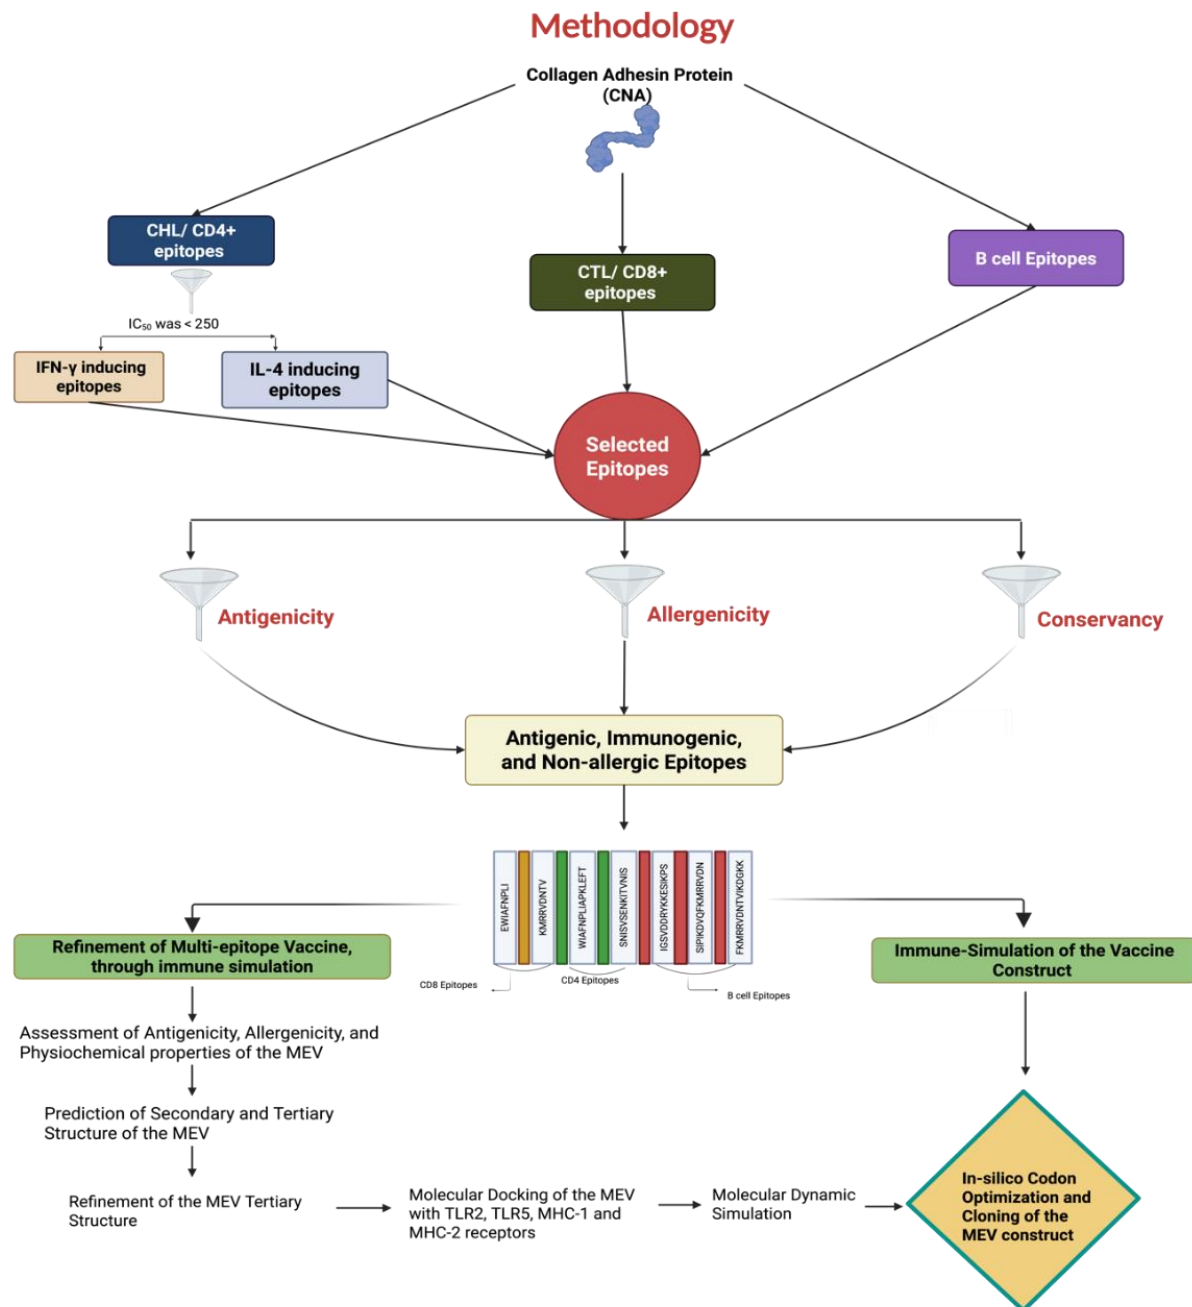 Methodology
Collagen Adhesin Protein
(CNA)
CHL/ CD4+
epitopes
CTL/ CD8+
epitopes
B cell Epitopes
IC₅₀ was < 250
IFN-γ inducing
epitopes
IL-4 inducing
epitopes
Selected
Epitopes
Antigenicity
Allergenicity
Conservancy
Antigenic, Immunogenic,
and Non-allergic Epitopes
EWIAFNPLI
KMRRVDNTV
WIAFNPLIAPKLEFT
SNISVSENKITVNIS
IGSVDDRYKKESIKPS
SIPIKDVQFKMRRVDN
FKMRRVDNTVIKDGKK
CD8 Epitopes
CD4 Epitopes
B cell Epitopes
Refinement of Multi-epitope Vaccine,
through immune simulation
Immune-Simulation of the Vaccine
Construct
Assessment of Antigenicity, Allergenicity, and
Physiochemical properties of the MEV
Prediction of Secondary and Tertiary
Structure of the MEV
Refinement of the MEV Tertiary
Structure
Molecular Docking of the MEV
with TLR2, TLR5, MHC-1 and
MHC-2 receptors
Molecular Dynamic
Simulation
In-silico Codon
Optimization and
Cloning of the
MEV construct